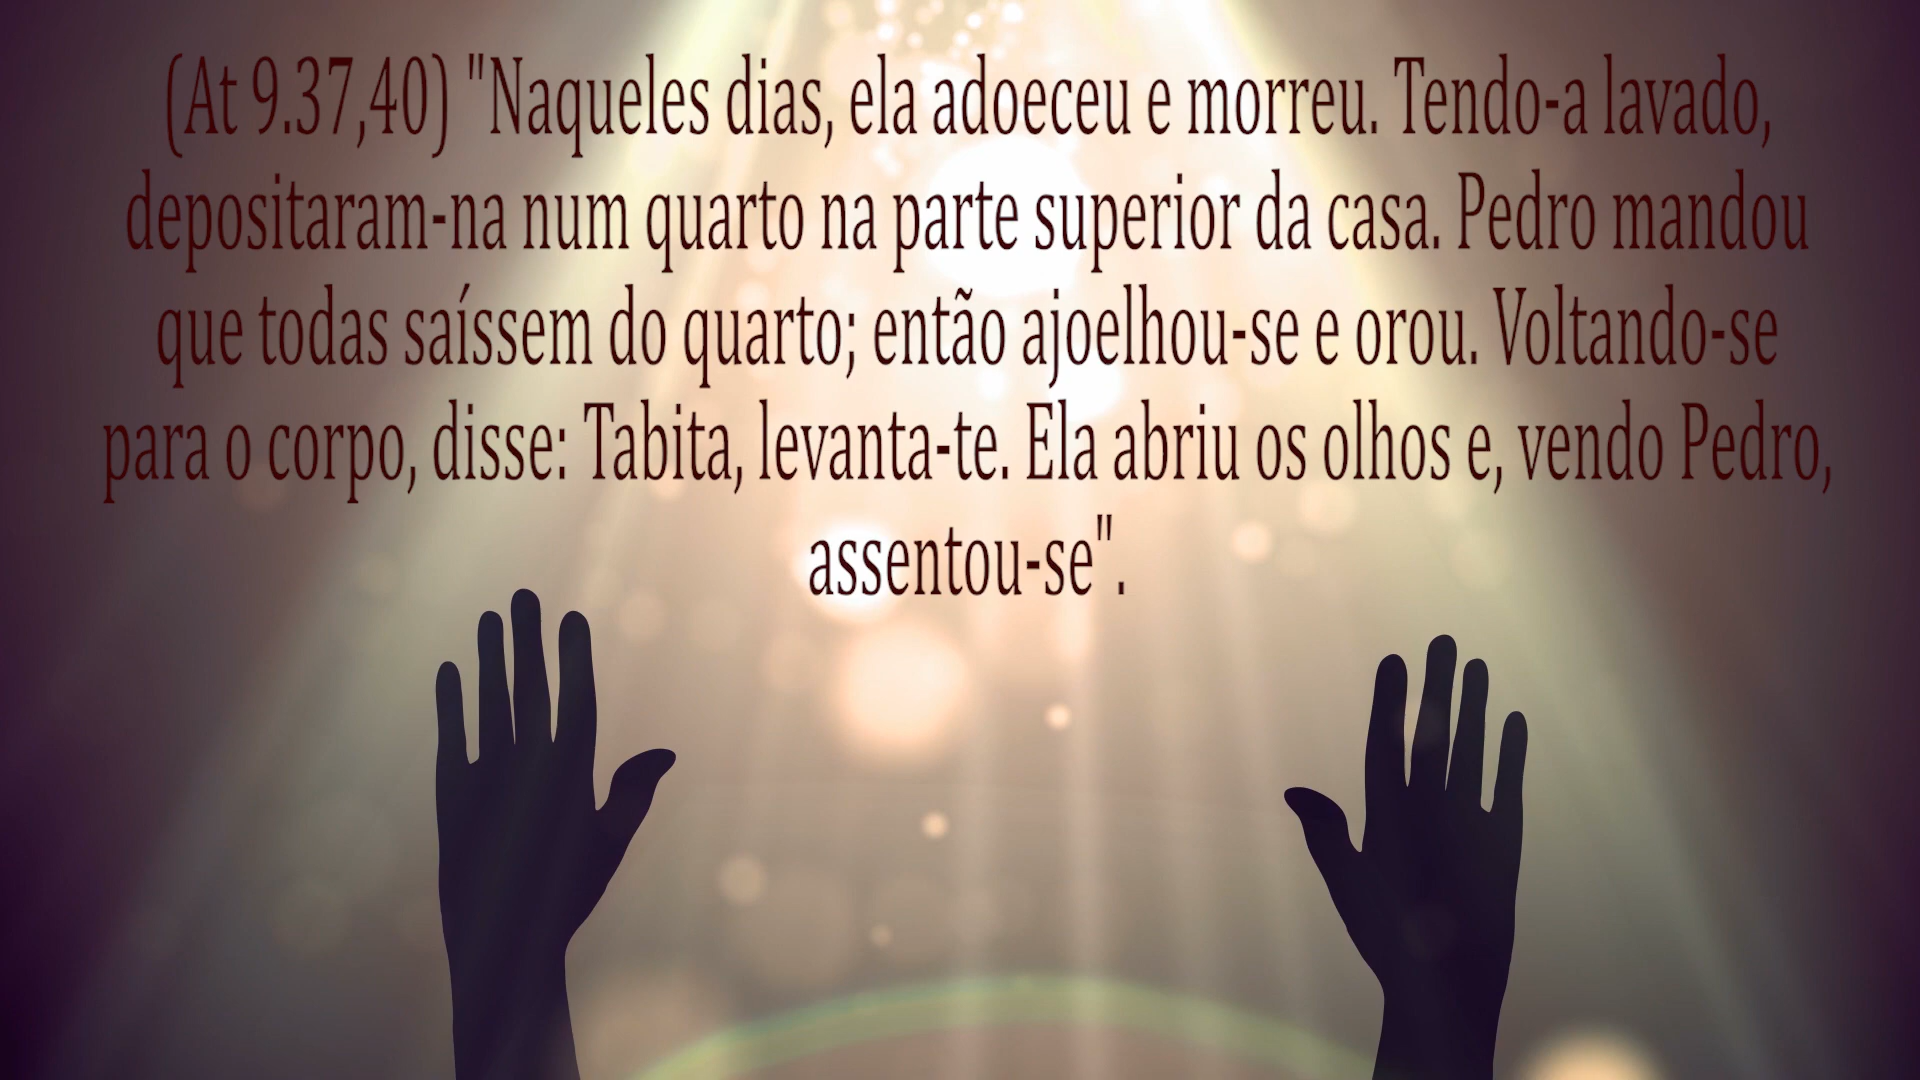 (At 9.37,40) "Naqueles dias, ela adoeceu e morreu. Tendo-a lavado,
depositaram-na num quarto na parte superior da casa. Pedro mandou
que todas saíssem do quarto; então ajoelhou-se e orou. Voltando-se
para o corpo, disse: Tabita, levanta-te. Ela abriu os olhos e, vendo Pedro,
assentou-se".